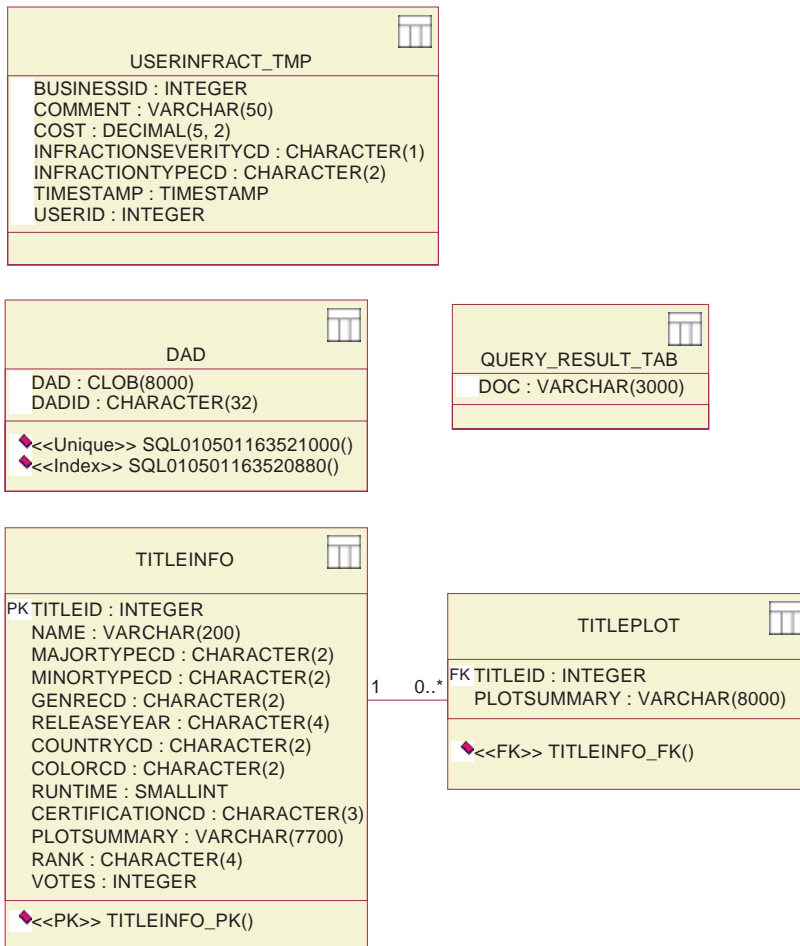 USERINFRACT_TMP
BUSINESSID : INTEGER
COMMENT : VARCHAR(50)
COST : DECIMAL(5, 2)
INFRACTIONSEVERITYCD : CHARACTER(1)
INFRACTIONTYPECD : CHARACTER(2)
TIMESTAMP : TIMESTAMP
USERID : INTEGER
DAD
DAD : CLOB(8000)
DADID : CHARACTER(32)
<<Unique>> SQL010501163521000()
<<Index>> SQL010501163520880()
QUERY_RESULT_TAB
DOC : VARCHAR(3000)
TITLEINFO
PK TITLEID : INTEGER
NAME : VARCHAR(200)
MAJORTYPECD : CHARACTER(2)
MINORTYPECD : CHARACTER(2)
GENRECD : CHARACTER(2)
RELEASEYEAR : CHARACTER(4)
COUNTRYCD : CHARACTER(2)
COLORCD : CHARACTER(2)
RUNTIME : SMALLINT
CERTIFICATIONCD : CHARACTER(3)
PLOTSUMMARY : VARCHAR(7700)
RANK : CHARACTER(4)
VOTES : INTEGER
<<PK>> TITLEINFO_PK()
1 0..*
TITLEPLOT
FK TITLEID : INTEGER
PLOTSUMMARY : VARCHAR(8000)
<<FK>> TITLEINFO_FK()